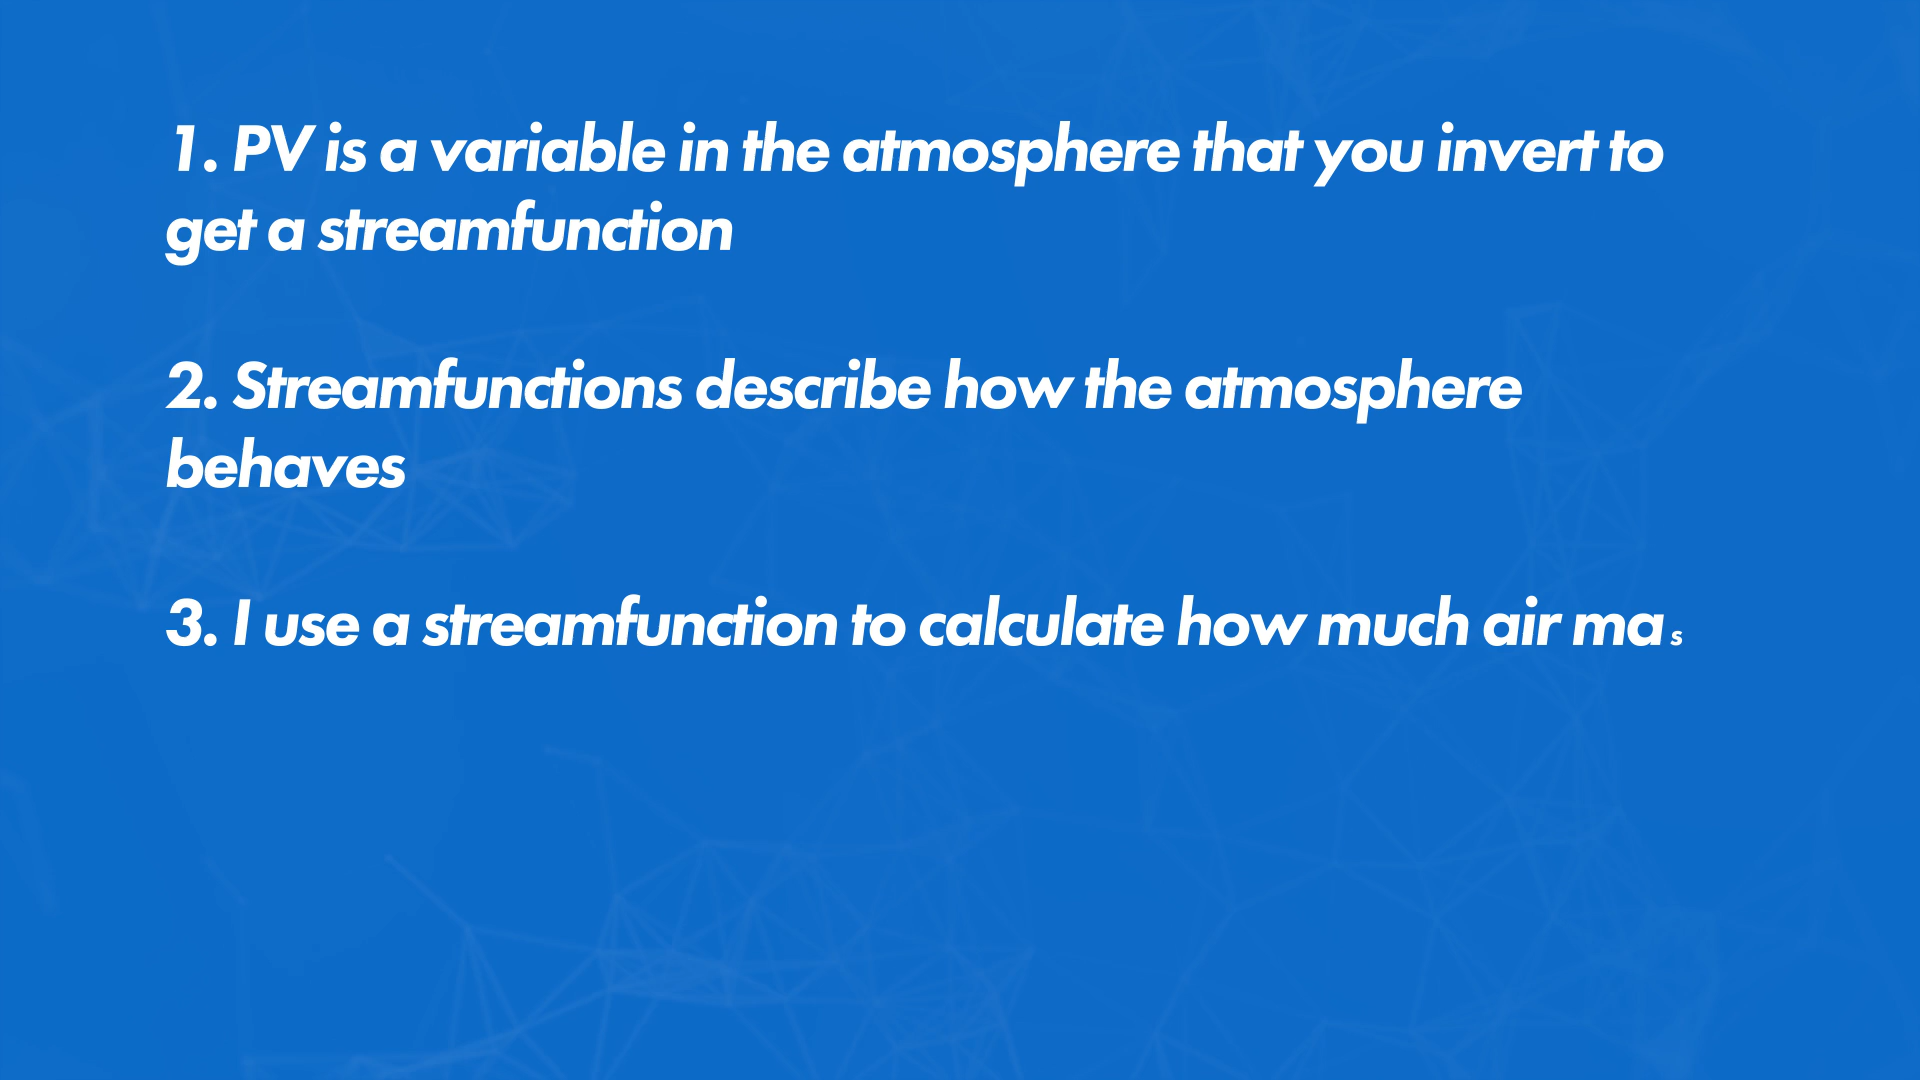 1. PV is a variable in the atmosphere that you invert to
get a streamfunction
2. Streamfunctions describe how the atmosphere
behaves
3. I use a streamfunction to calculate how much air mas